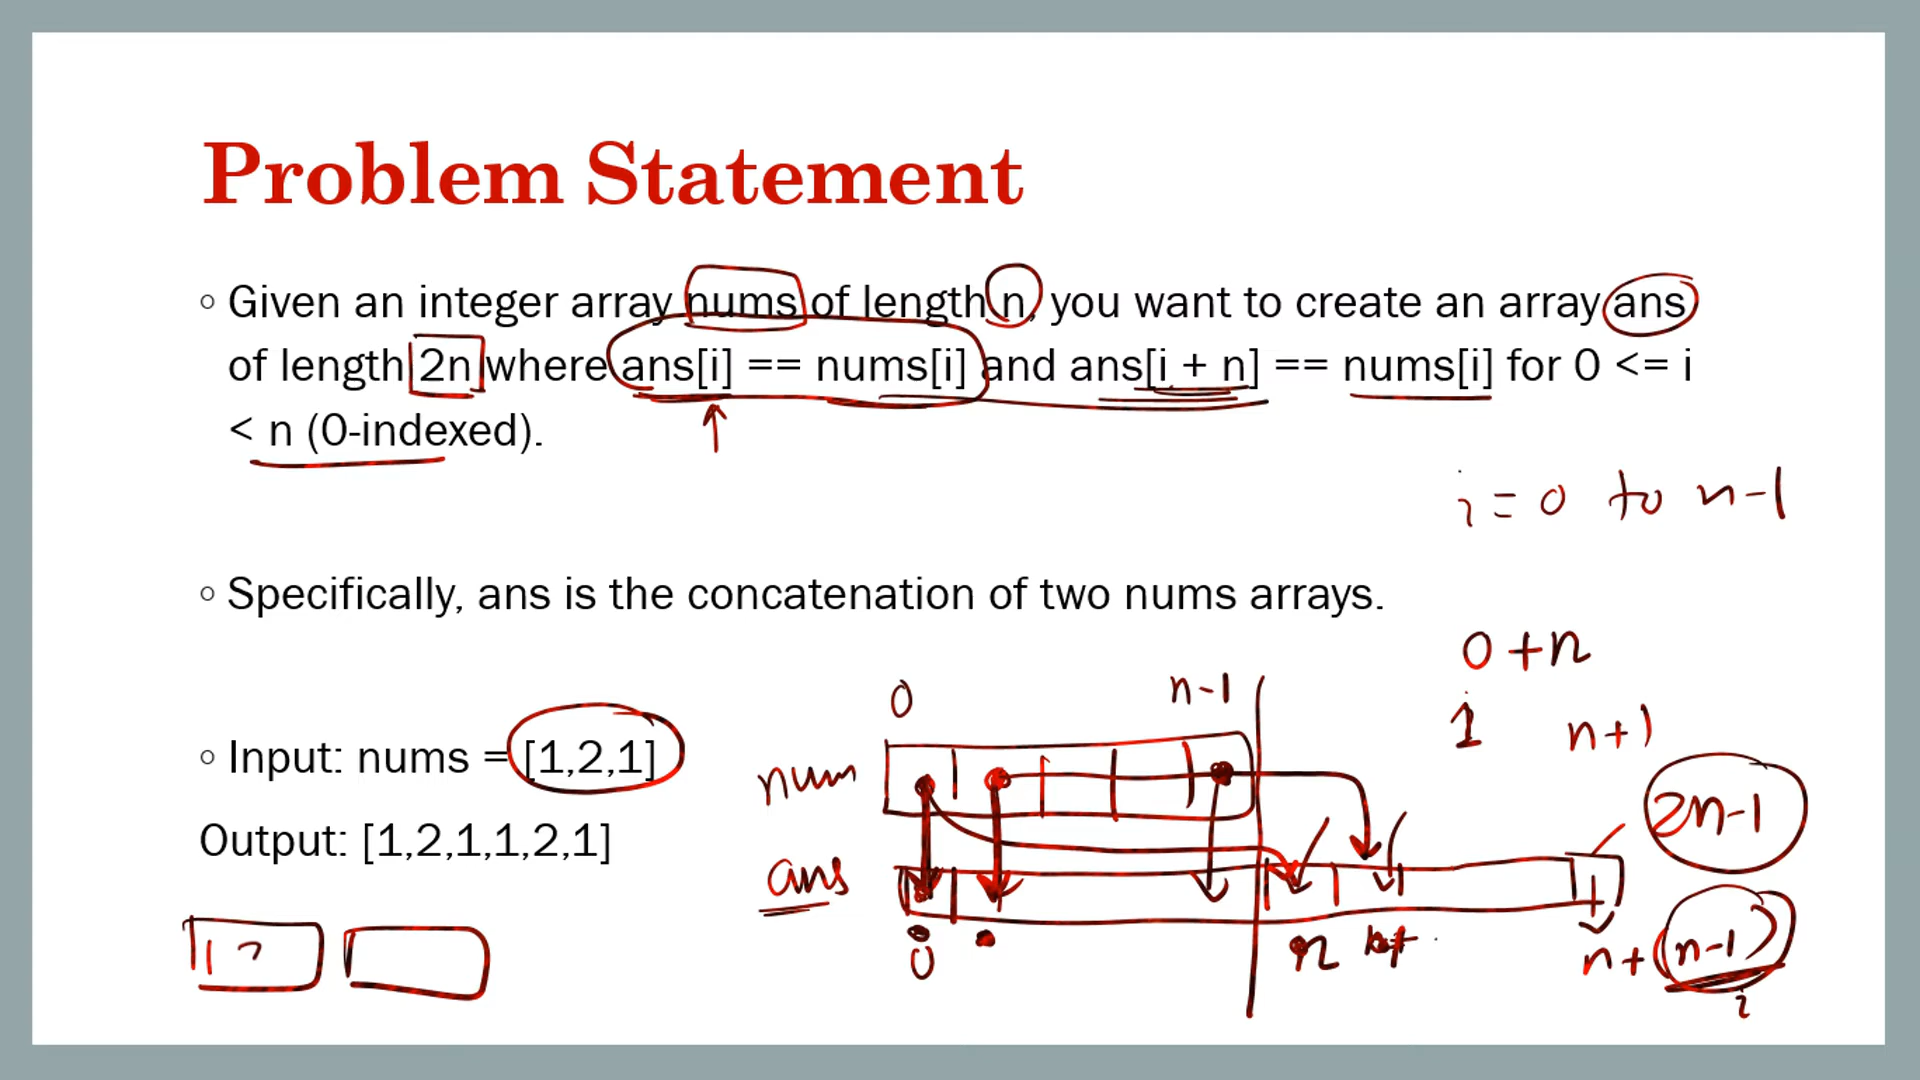 Problem Statement
◦ Given an integer array nums of length n, you want to create an array ans
of length 2n where ans[i] == nums[i] and ans[i + n] == nums[i] for 0 <= i
< n (0-indexed).
i = 0 to n-1
◦ Specifically, ans is the concatenation of two nums arrays.
0+n
0 n-1
1 n+1
◦ Input: nums = [1,2,1]
num
2n-1
Output: [1,2,1,1,2,1]
ans
1 2
0 n
n+(n-1)
i